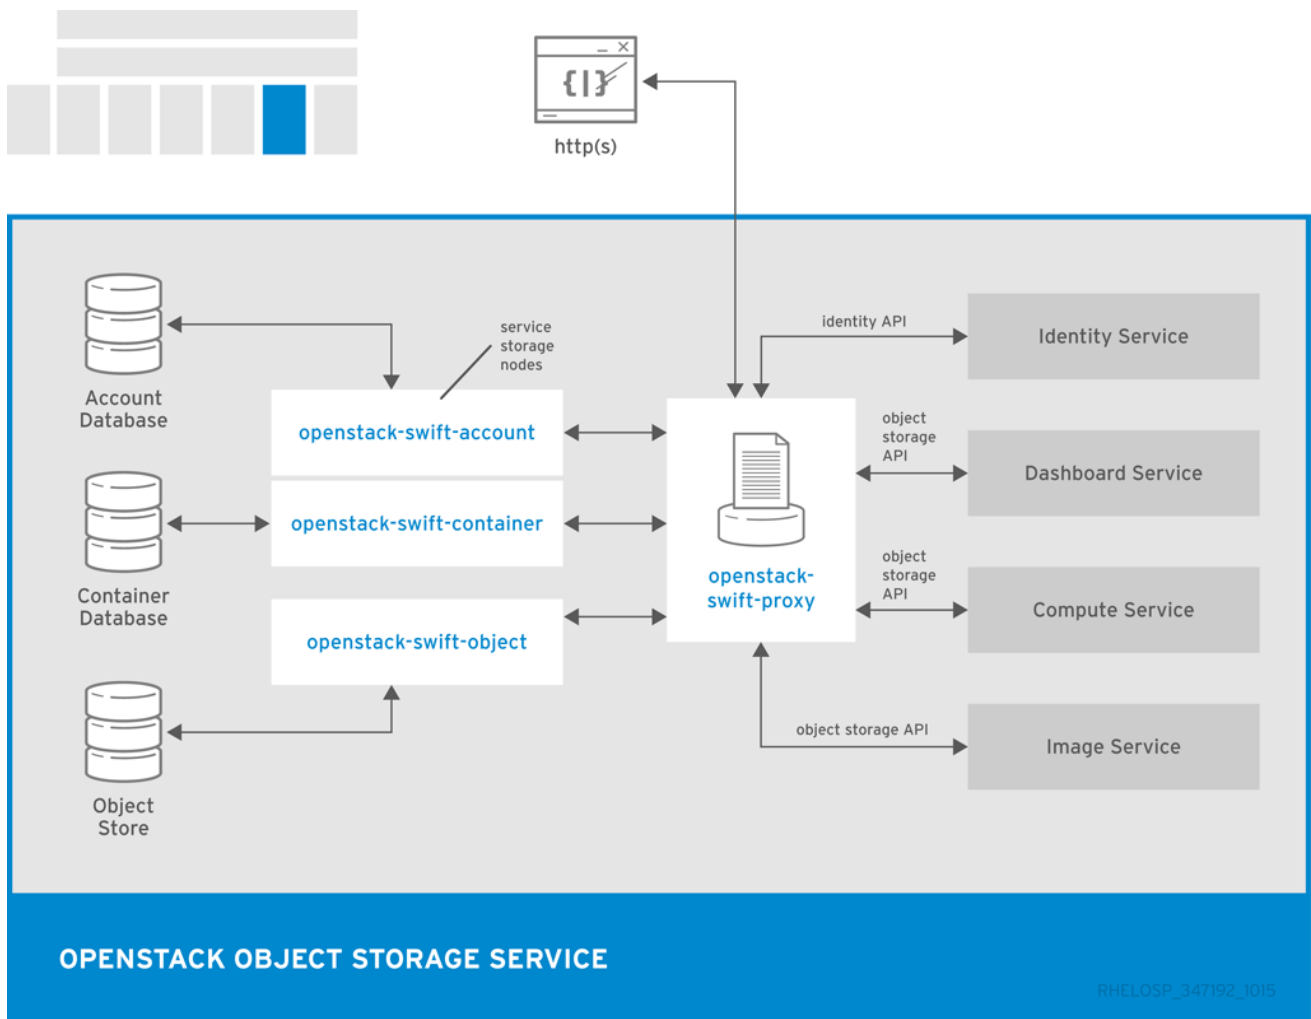 {|}
http(s)
service
storage
nodes
identity API
Identity Service
Account
Database
openstack-swift-account
object
storage
API
Dashboard Service
openstack-swift-container
Container
Database
openstack-
swift-proxy
object
storage
API
Compute Service
openstack-swift-object
object storage API
Image Service
Object
Store
OPENSTACK OBJECT STORAGE SERVICE
RHELOSP_347192_1015